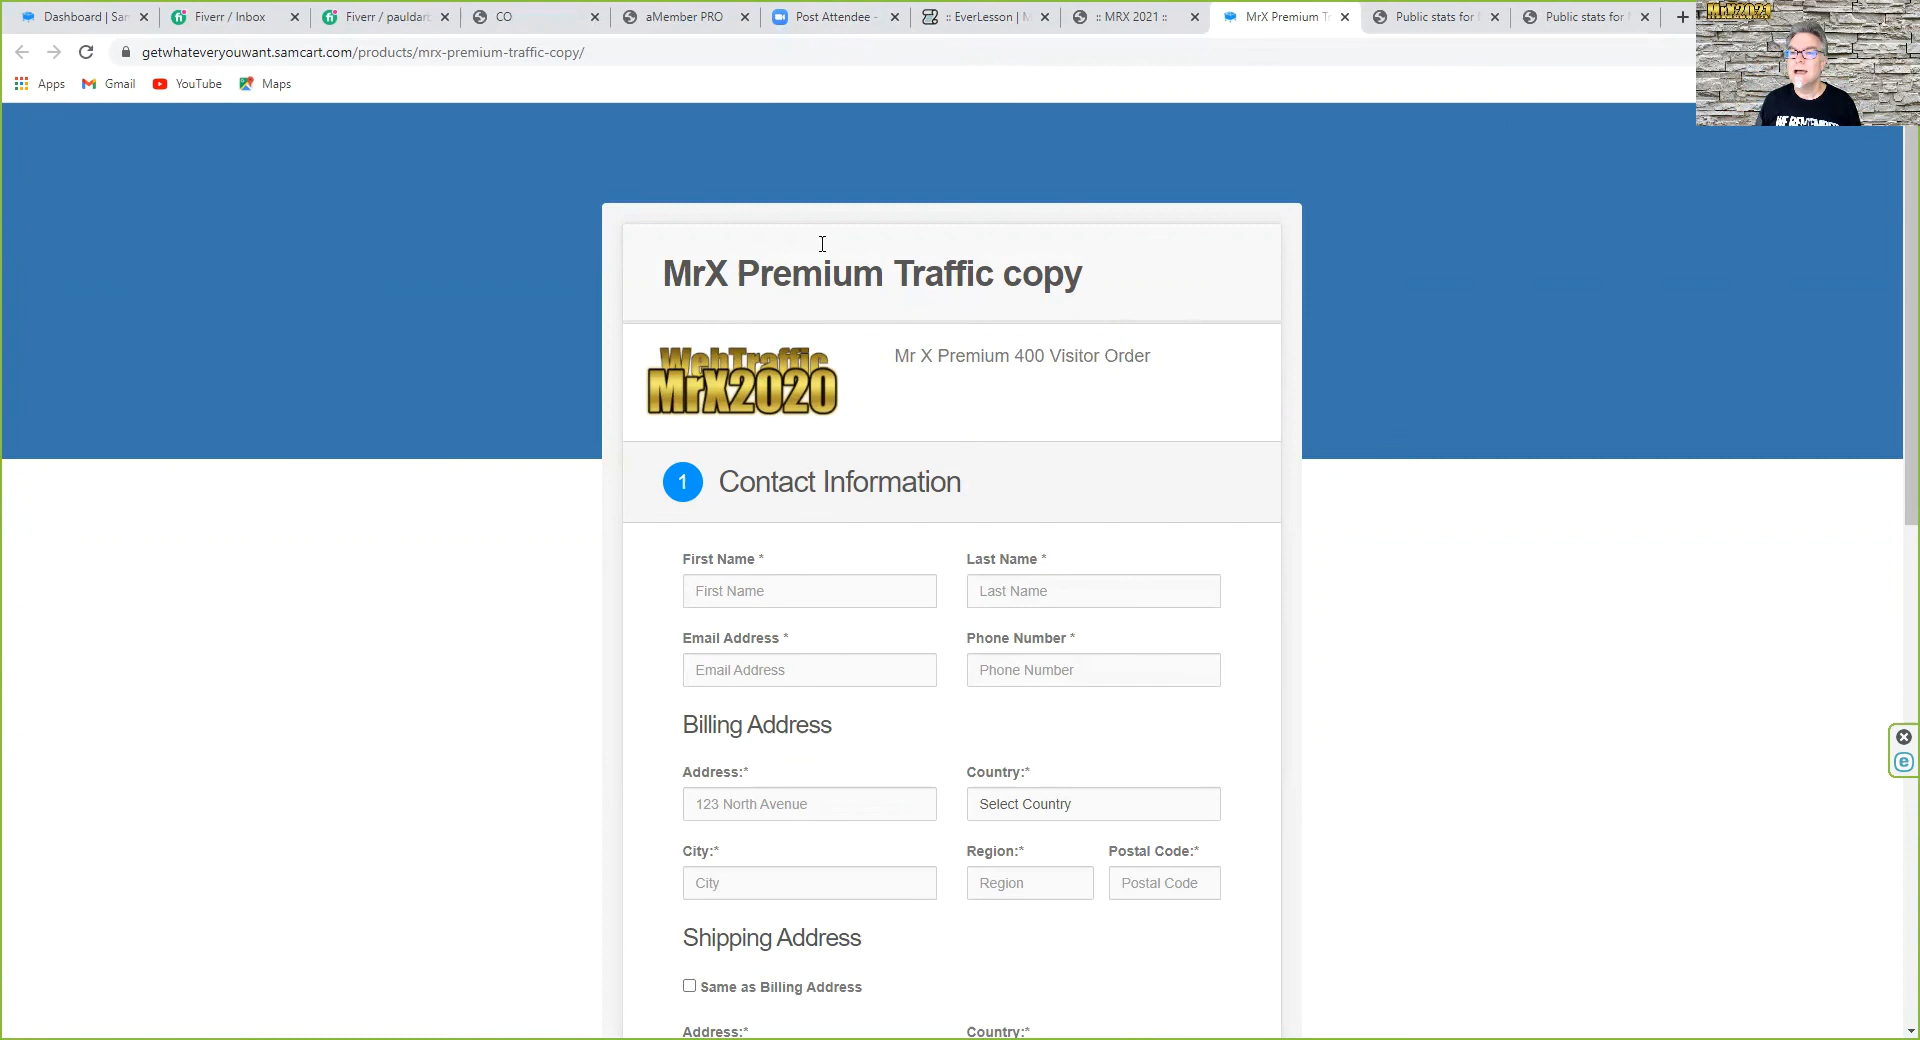 Dashboard | Sar
Fiverr / Inbox
Fiverr / pauldar
CO
aMember PRO
Post Attendee -
:: EverLesson | M
:: MRX 2021 ::
MrX Premium Tr
Public stats for
Public stats for
MrX2021
getwhateveryouwant.samcart.com/products/mrx-premium-traffic-copy/
Apps
Gmail
YouTube
Maps
WE REMEMBER
MrX Premium Traffic copy
WebTraffic
MrX2020
Mr X Premium 400 Visitor Order
1 Contact Information
First Name * Last Name *
First Name Last Name
Email Address * Phone Number *
Email Address Phone Number
Billing Address
Address:* Country:*
123 North Avenue Select Country
City:* Region:* Postal Code:*
City Region Postal Code
Shipping Address
Same as Billing Address
Address:* Country:*